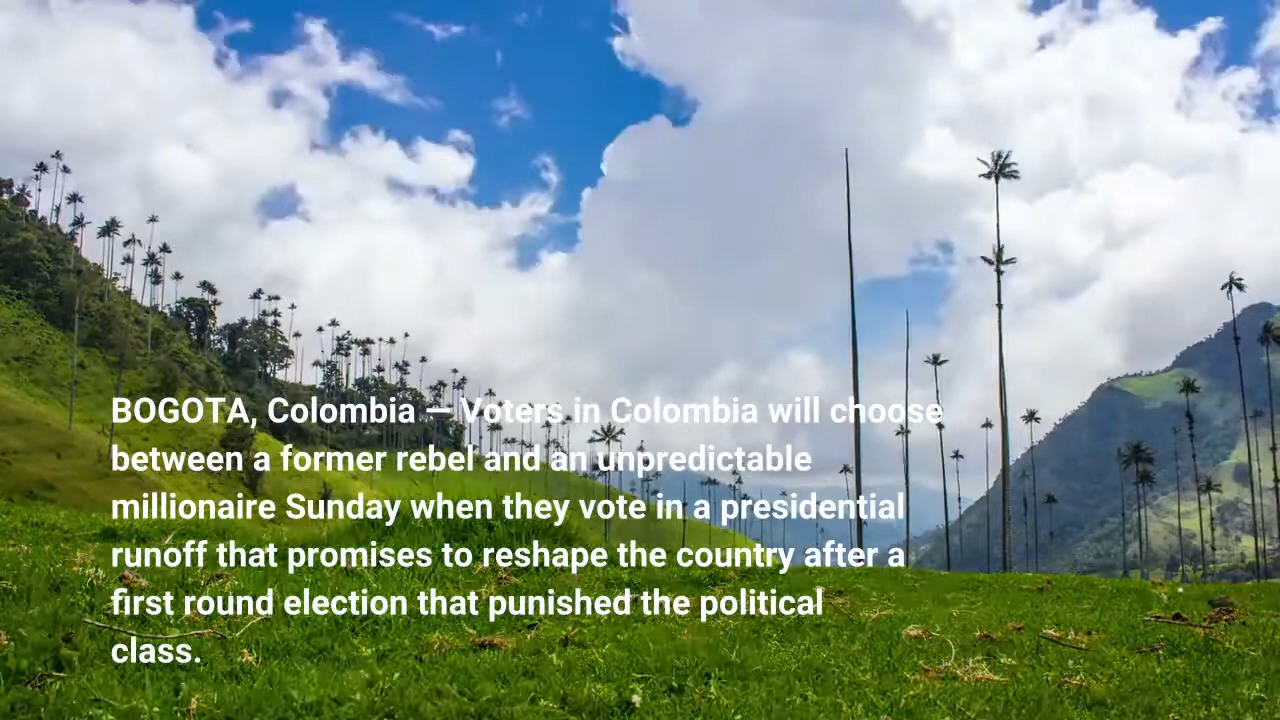 BOGOTA, Colombia — Voters in Colombia will choose
between a former rebel and an unpredictable
millionaire Sunday when they vote in a presidential
runoff that promises to reshape the country after a
first round election that punished the political
class.